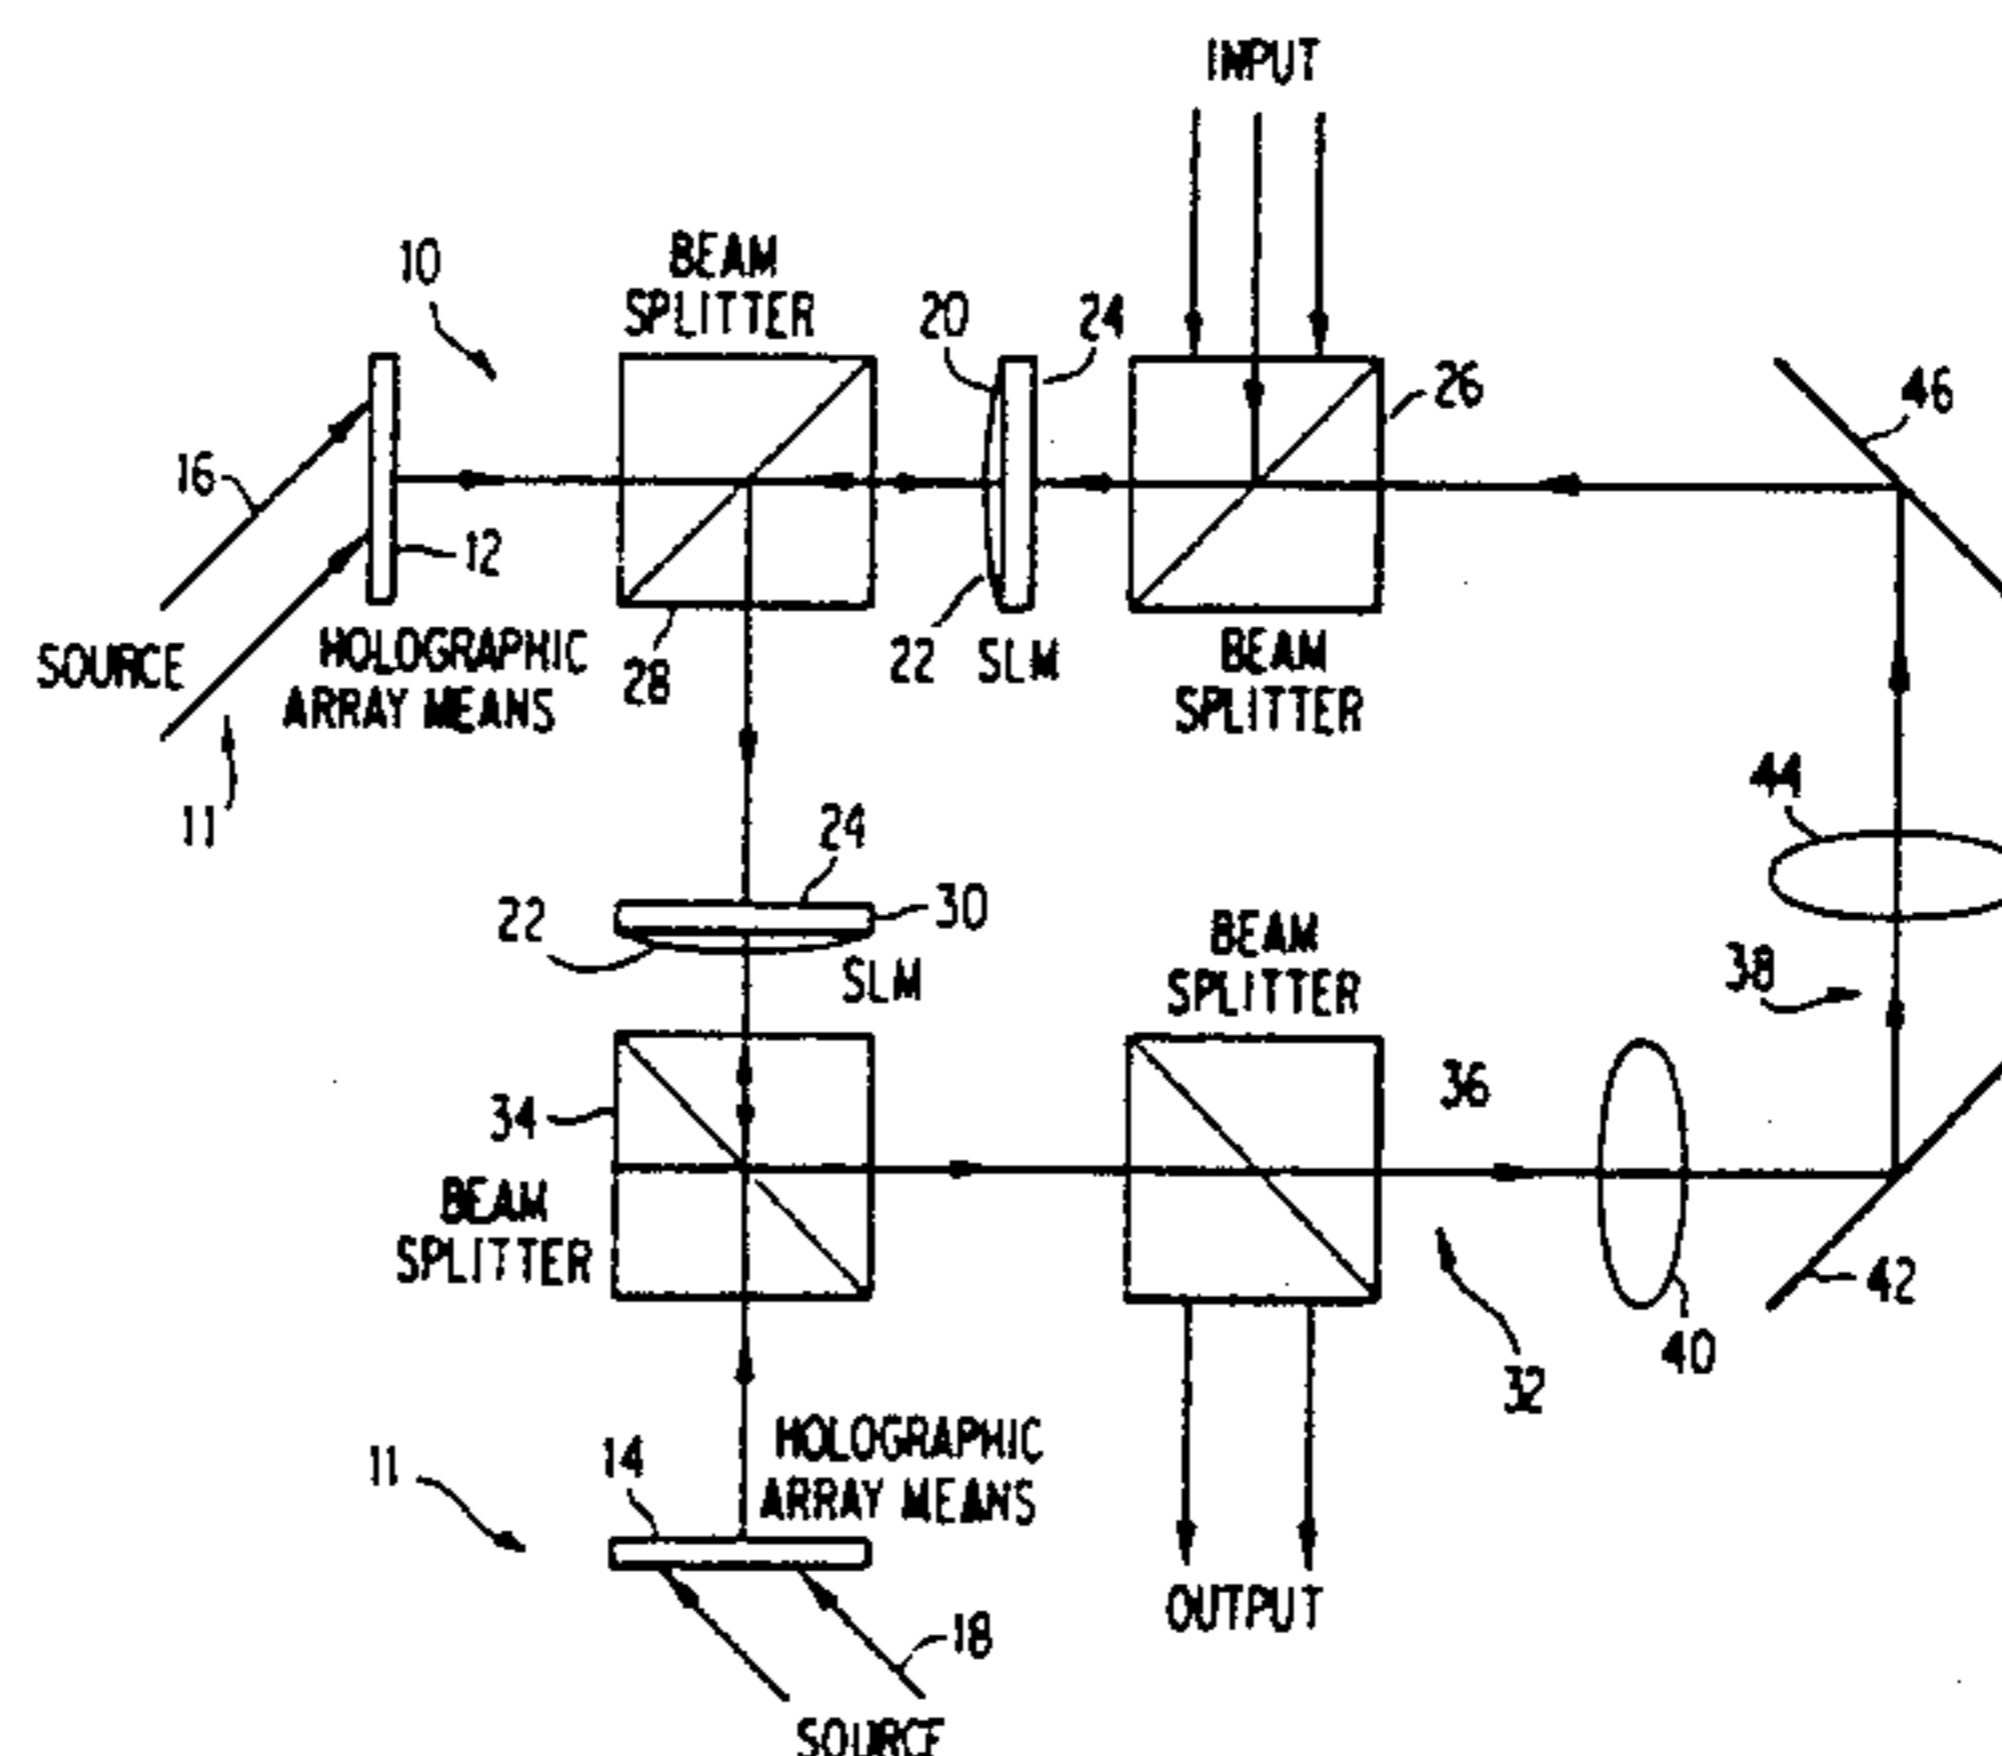 INPUT
10
BEAM
SPLITTER
20
24
26
46
16
12
SOURCE
HOLOGRAPHIC
ARRAY MEANS
28
22
SLM
BEAM
SPLITTER
11
44
24
22
30
SLM
BEAM
SPLITTER
38
36
34
BEAM
SPLITTER
42
40
32
11
14
HOLOGRAPHIC
ARRAY MEANS
OUTPUT
18
SOURCE